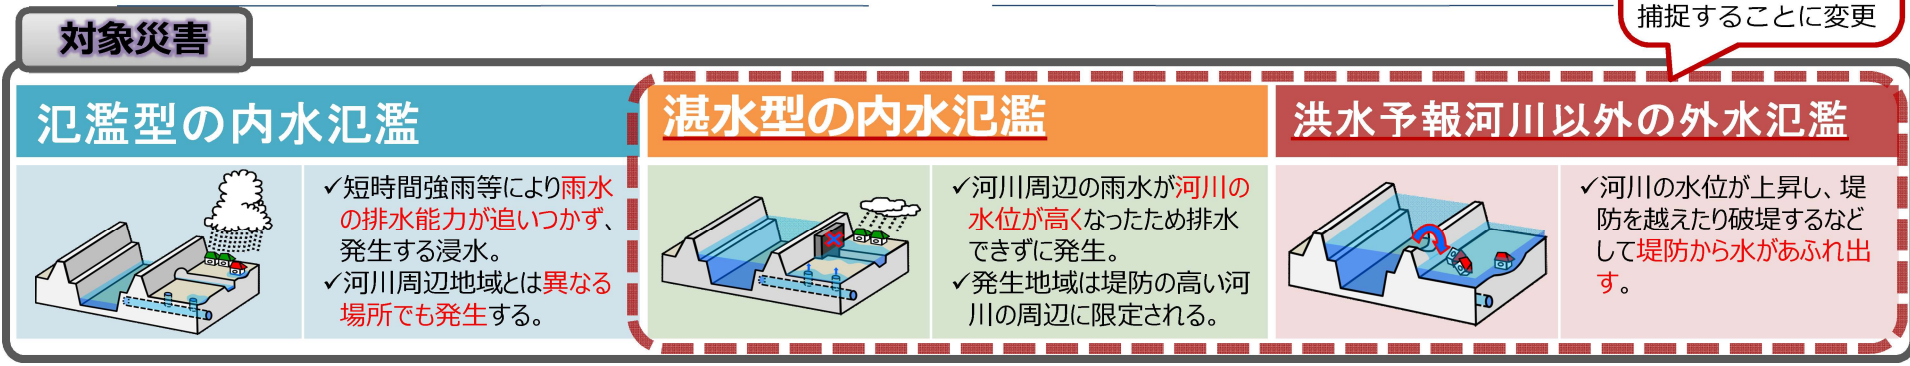 捕捉することに変更
対象災害
氾濫型の内水氾濫
✓短時間強雨等により雨水
の排水能力が追いつかず、
発生する浸水。
✓河川周辺地域とは異なる
場所でも発生する。
湛水型の内水氾濫
✓河川周辺の雨水が河川の
水位が高くなったため排水
できずに発生。
✓発生地域は堤防の高い河
川の周辺に限定される。
洪水予報河川以外の外水氾濫
✓河川の水位が上昇し、堤
防を越えたり破堤するなど
して堤防から水があふれ出
す。